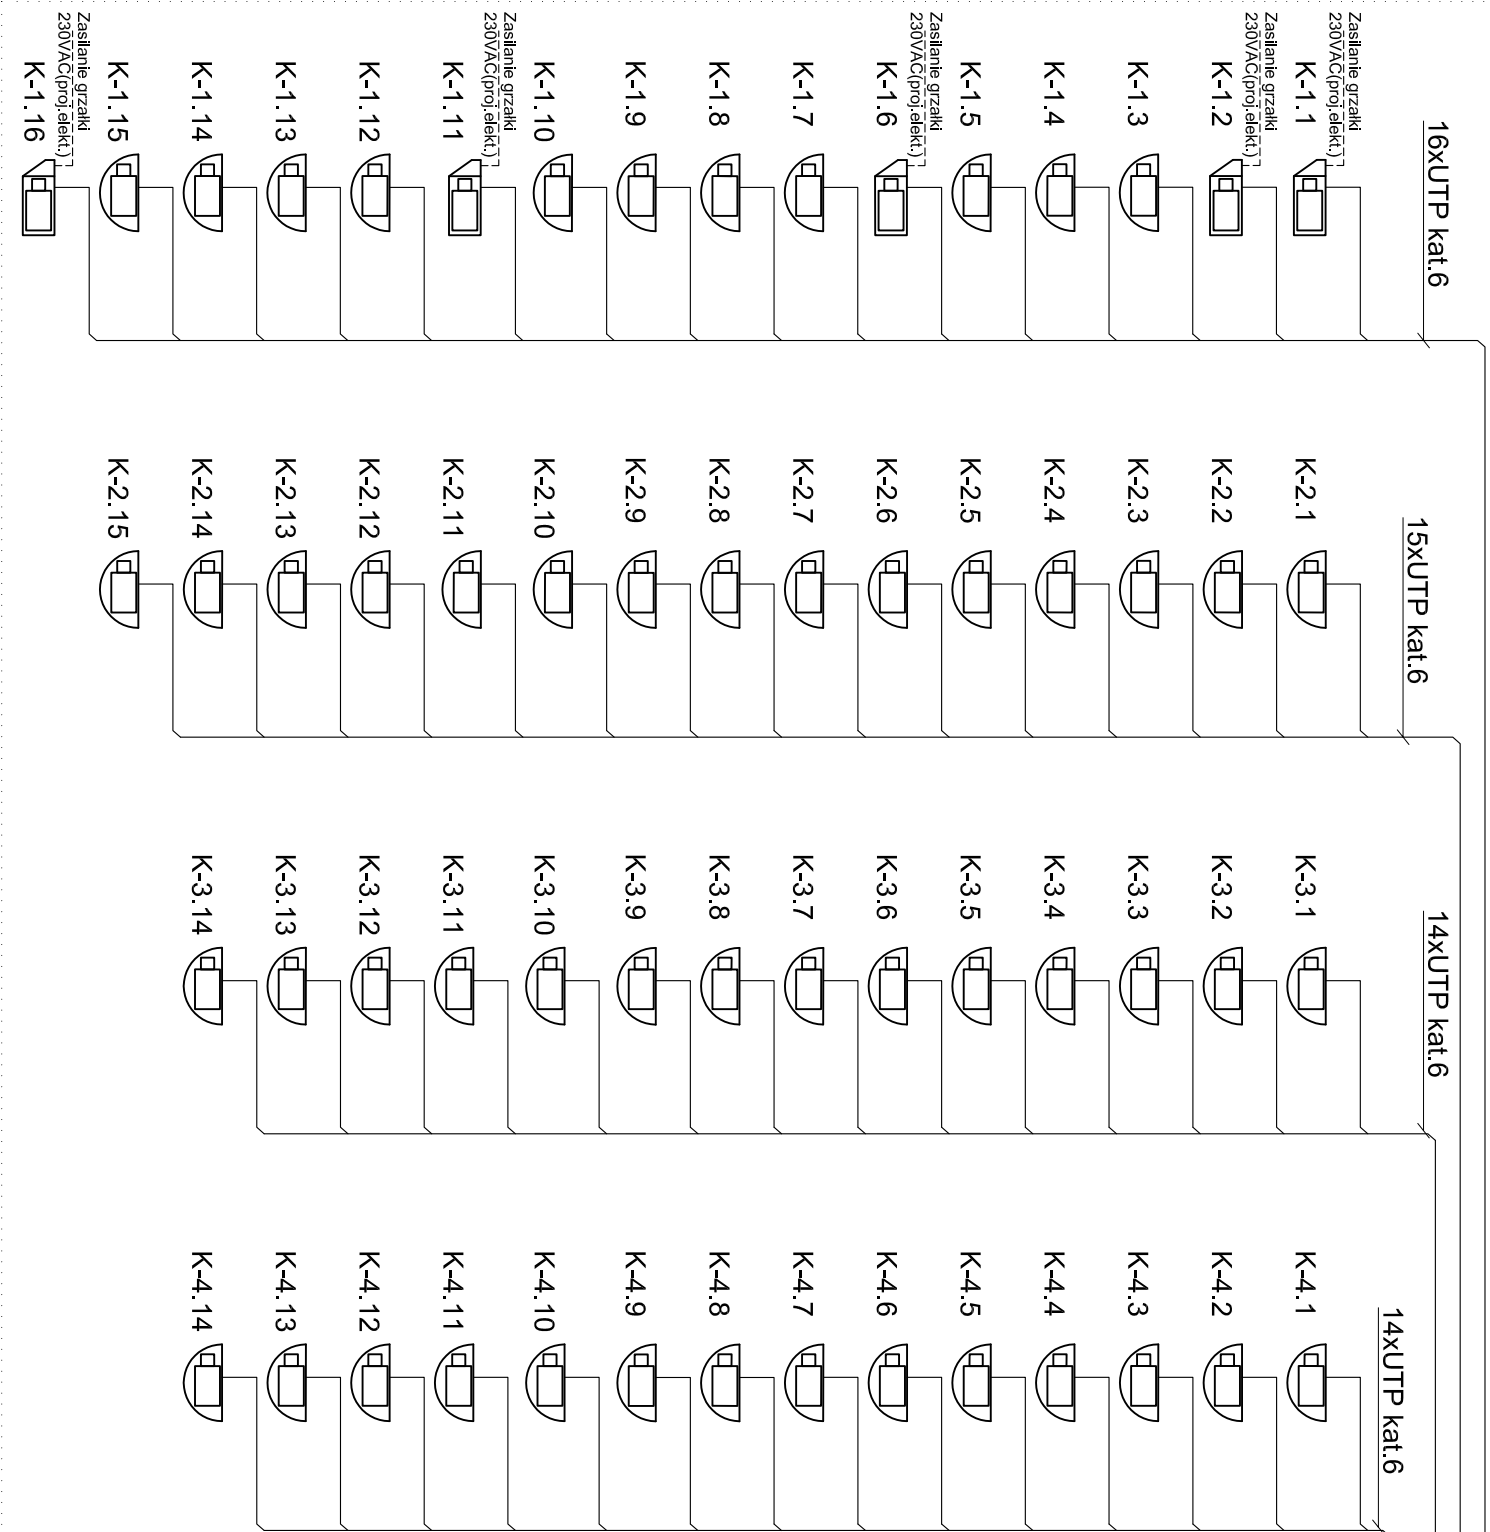 16xUTP kat.6
Zasilanie grzałki
230VAC(proj.elekt.)
K-1.1
Zasilanie grzałki
230VAC(proj.elekt.)
K-1.2
K-1.3
K-1.4
K-1.5
Zasilanie grzałki
230VAC(proj.elekt.)
K-1.6
K-1.7
K-1.8
K-1.9
K-1.10
Zasilanie grzałki
230VAC(proj.elekt.)
K-1.11
K-1.12
K-1.13
K-1.14
K-1.15
Zasilanie grzałki
230VAC(proj.elekt.)
K-1.16
15xUTP kat.6
K-2.1
K-2.2
K-2.3
K-2.4
K-2.5
K-2.6
K-2.7
K-2.8
K-2.9
K-2.10
K-2.11
K-2.12
K-2.13
K-2.14
K-2.15
14xUTP kat.6
K-3.1
K-3.2
K-3.3
K-3.4
K-3.5
K-3.6
K-3.7
K-3.8
K-3.9
K-3.10
K-3.11
K-3.12
K-3.13
K-3.14
14xUTP kat.6
K-4.1
K-4.2
K-4.3
K-4.4
K-4.5
K-4.6
K-4.7
K-4.8
K-4.9
K-4.10
K-4.11
K-4.12
K-4.13
K-4.14